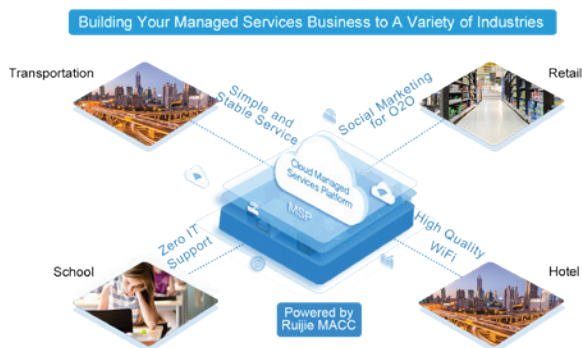 Building Your Managed Services Business to A Variety of Industries
Transportation
Retail
Simple and
Stable Service
Social Marketing
for O2O
Cloud Managed
Services Platform
MSP
Zero IT
Support
High Quality
WiFi
School
Hotel
Powered by
Ruijie MACC